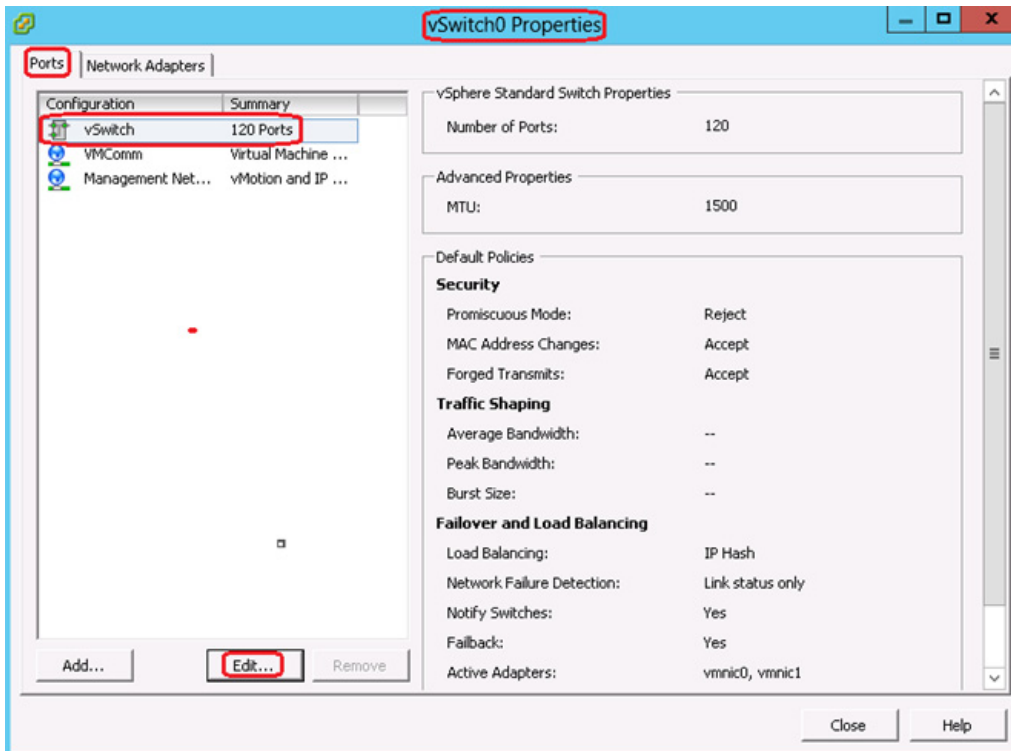 vSwitch0 Properties
Ports Network Adapters
Configuration Summary
vSwitch 120 Ports
VMComm Virtual Machine ...
Management Net... vMotion and IP ...
Add... Edit... Remove
vSphere Standard Switch Properties
Number of Ports: 120
Advanced Properties
MTU: 1500
Default Policies
Security
Promiscuous Mode: Reject
MAC Address Changes: Accept
Forged Transmits: Accept
Traffic Shaping
Average Bandwidth: --
Peak Bandwidth: --
Burst Size: --
Failover and Load Balancing
Load Balancing: IP Hash
Network Failure Detection: Link status only
Notify Switches: Yes
Failback: Yes
Active Adapters: vmnic0, vmnic1
Close Help